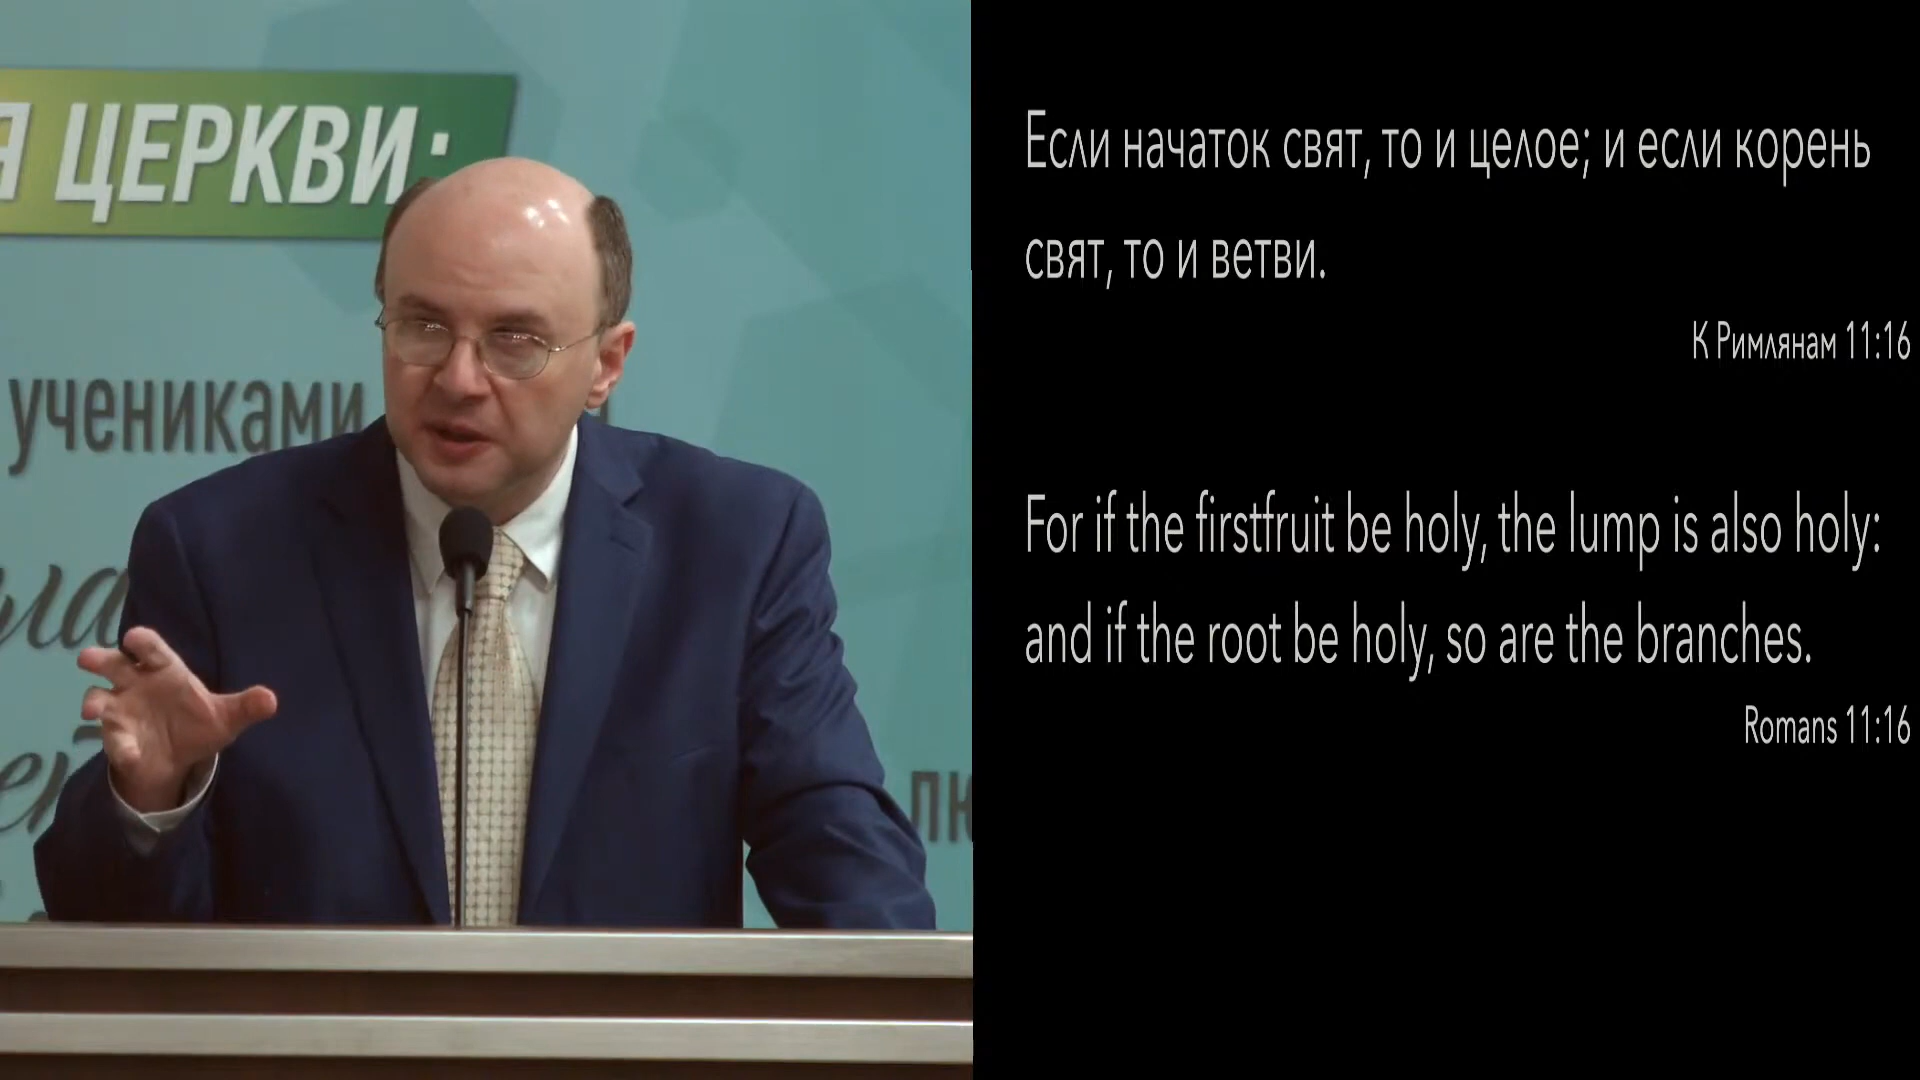 Я ЦЕРКВИ:
учениками
Если начаток свят, то и целое; и если корень
свят, то и ветви.
К Римлянам 11:16
For if the firstfruit be holy, the lump is also holy:
and if the root be holy, so are the branches.
Romans 11:16